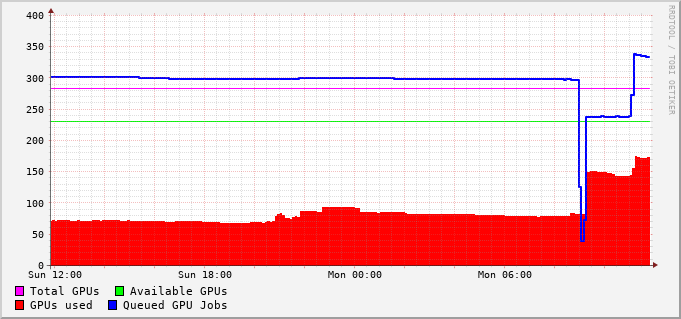 400
350
300
250
200
150
100
50
0
Sun 12:00 Sun 18:00 Mon 00:00 Mon 06:00
Total GPUs Available GPUs
GPUs used Queued GPU Jobs
RRDTOOL / TOBI OETIKER